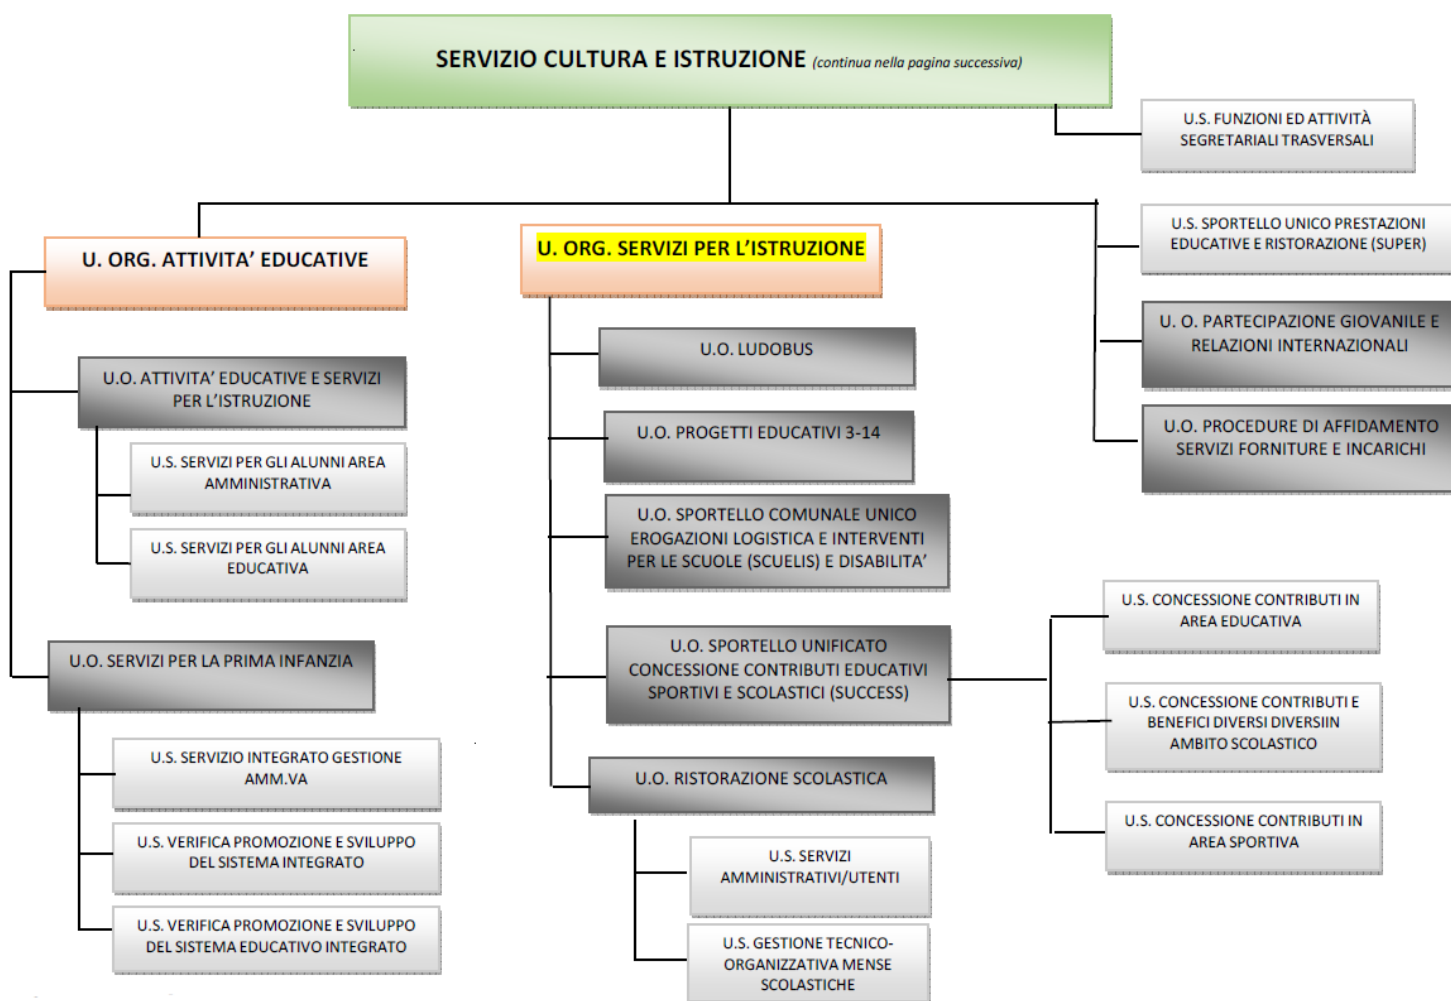 SERVIZIO CULTURA E ISTRUZIONE (continua nella pagina successiva)
U.S. FUNZIONI ED ATTIVITÀ
SEGRETARIALI TRASVERSALI
U.S. SPORTELLO UNICO PRESTAZIONI
EDUCATIVE E RISTORAZIONE (SUPER)
U. O. PARTECIPAZIONE GIOVANILE E
RELAZIONI INTERNAZIONALI
U.O. PROCEDURE DI AFFIDAMENTO
SERVIZI FORNITURE E INCARICHI
U. ORG. ATTIVITA’ EDUCATIVE
U.O. ATTIVITA’ EDUCATIVE E SERVIZI
PER L’ISTRUZIONE
U.S. SERVIZI PER GLI ALUNNI AREA
AMMINISTRATIVA
U.S. SERVIZI PER GLI ALUNNI AREA
EDUCATIVA
U.O. SERVIZI PER LA PRIMA INFANZIA
U.S. SERVIZIO INTEGRATO GESTIONE
AMM.VA
U.S. VERIFICA PROMOZIONE E SVILUPPO
DEL SISTEMA INTEGRATO
U.S. VERIFICA PROMOZIONE E SVILUPPO
DEL SISTEMA EDUCATIVO INTEGRATO
U. ORG. SERVIZI PER L’ISTRUZIONE
U.O. LUDOBUS
U.O. PROGETTI EDUCATIVI 3-14
U.O. SPORTELLO COMUNALE UNICO
EROGAZIONI LOGISTICA E INTERVENTI
PER LE SCUOLE (SCUELIS) E DISABILITA’
U.O. SPORTELLO UNIFICATO
CONCESSIONE CONTRIBUTI EDUCATIVI
SPORTIVI E SCOLASTICI (SUCCESS)
U.S. CONCESSIONE CONTRIBUTI IN
AREA EDUCATIVA
U.S. CONCESSIONE CONTRIBUTI E
BENEFICI DIVERSI DIVERSIIN
AMBITO SCOLASTICO
U.S. CONCESSIONE CONTRIBUTI IN
AREA SPORTIVA
U.O. RISTORAZIONE SCOLASTICA
U.S. SERVIZI
AMMINISTRATIVI/UTENTI
U.S. GESTIONE TECNICO-
ORGANIZZATIVA MENSE
SCOLASTICHE